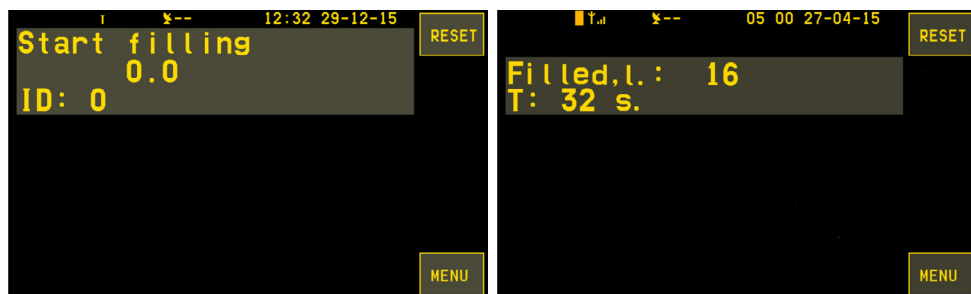 12:32 29-12-15
RESET
Start filling
0.0
ID: 0
MENU
05 00 27-04-15
RESET
Filled,l.: 16
T: 32 s.
MENU